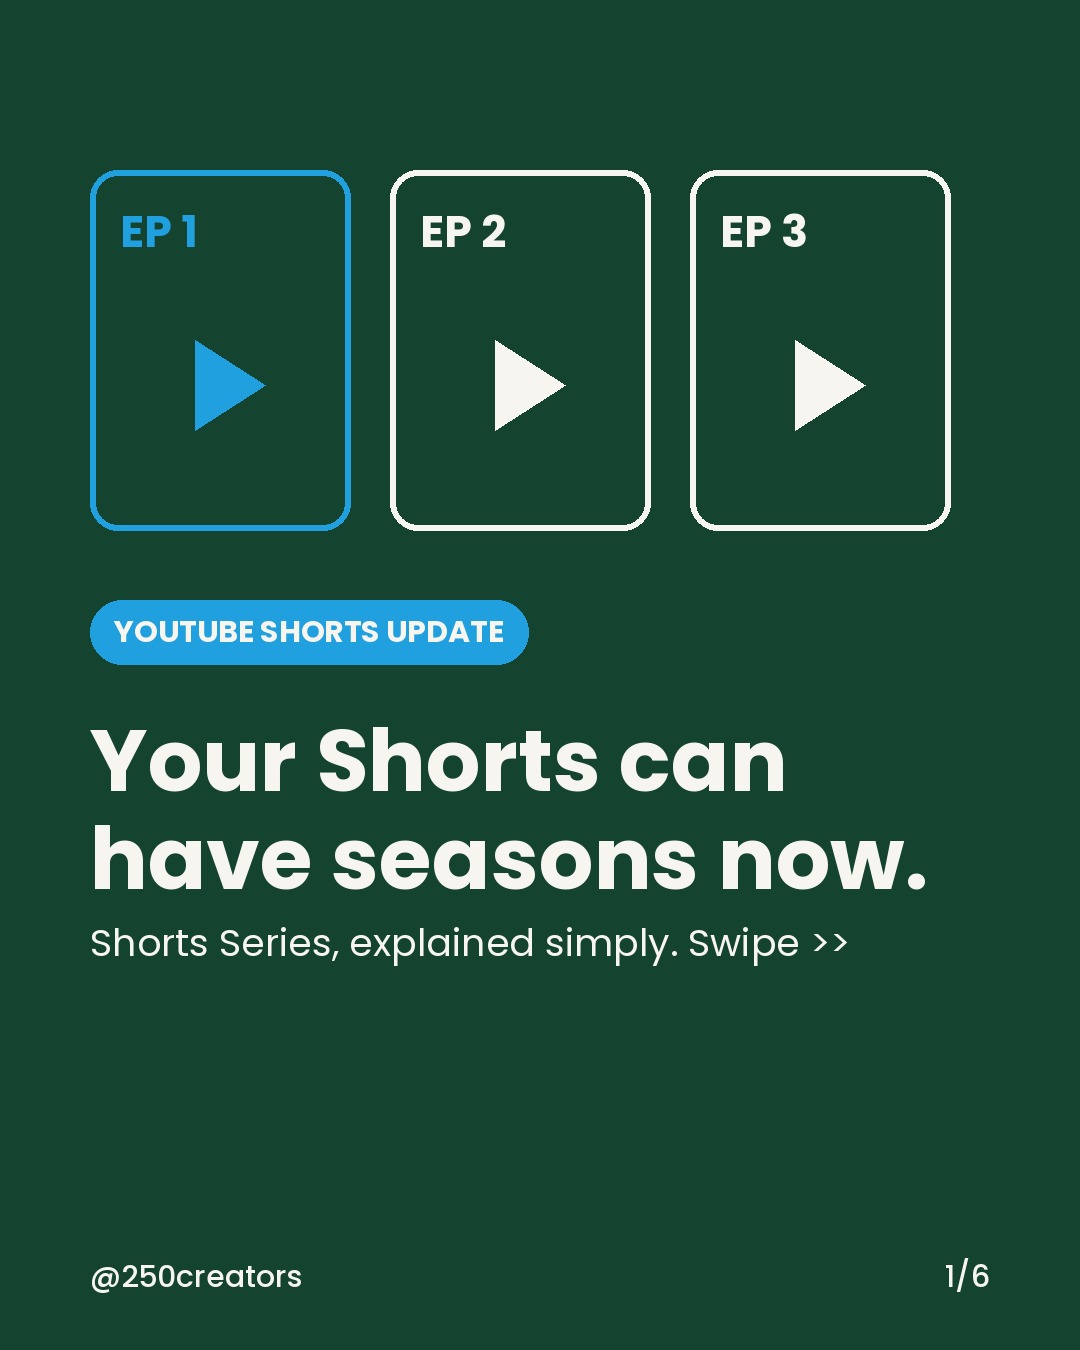 EP 1
EP 2
EP 3
YOUTUBE SHORTS UPDATE
Your Shorts can
have seasons now.
Shorts Series, explained simply. Swipe >>
@250creators
1/6